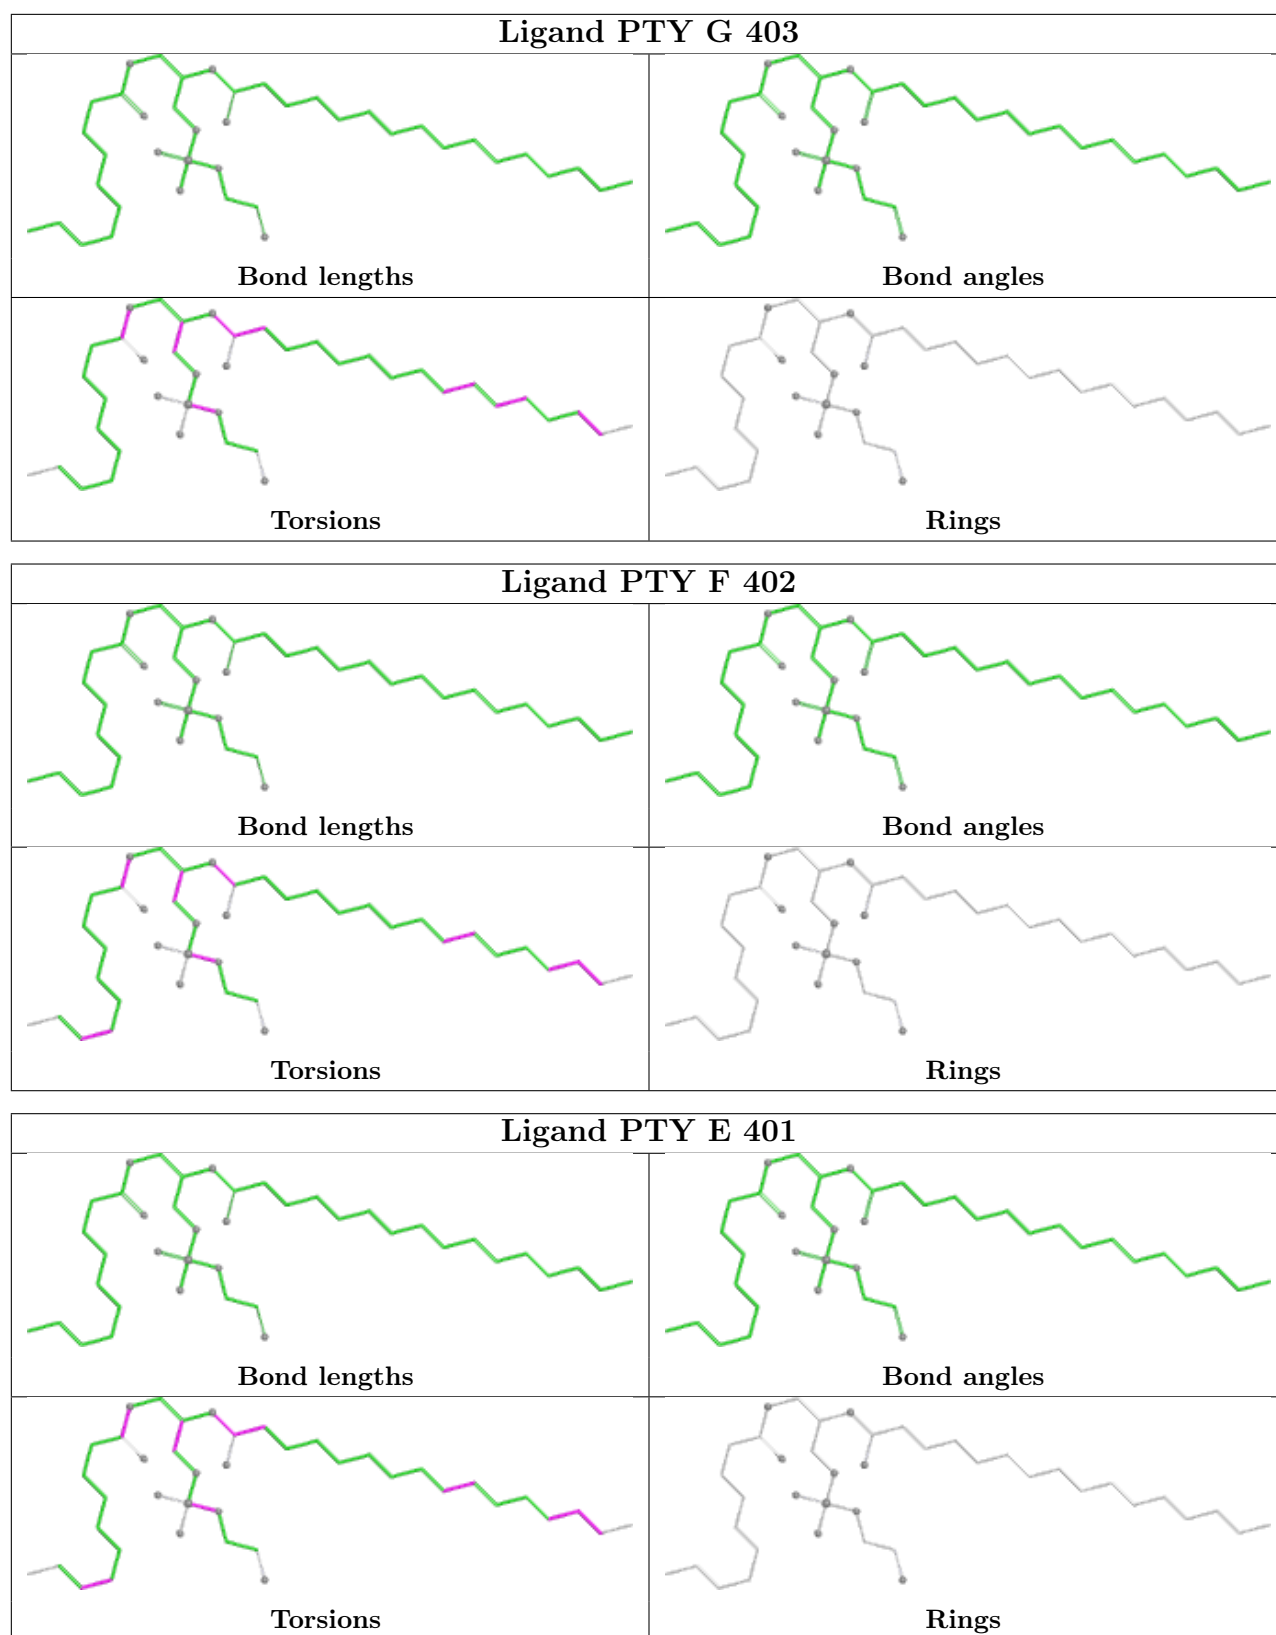 Ligand PTY G 403
Bond lengths
Bond angles
Torsions
Rings
Ligand PTY F 402
Bond lengths
Bond angles
Torsions
Rings
Ligand PTY E 401
Bond lengths
Bond angles
Torsions
Rings